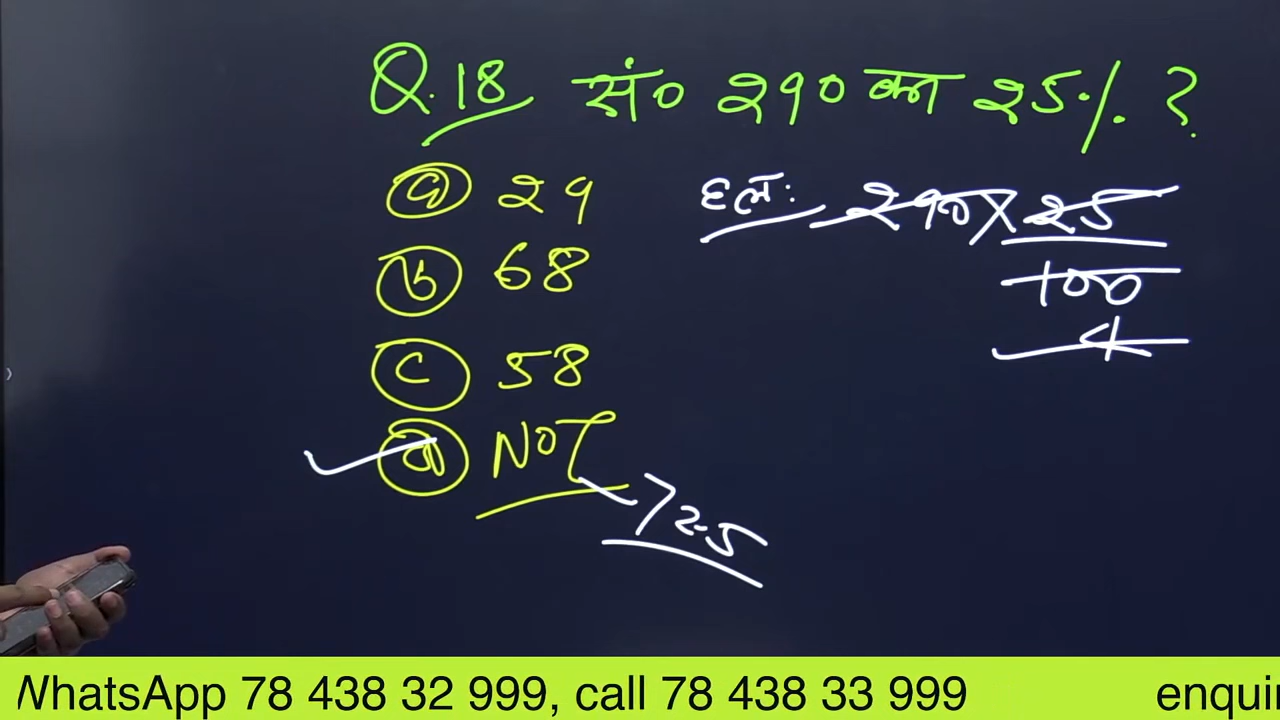 Q.18 सं० 290 का 25% ?
(a) 29
(b) 68
(c) 58
(d) NOT 72.5
हल: 290 X 25
100
4
WhatsApp 78 438 32 999, call 78 438 33 999 enquir